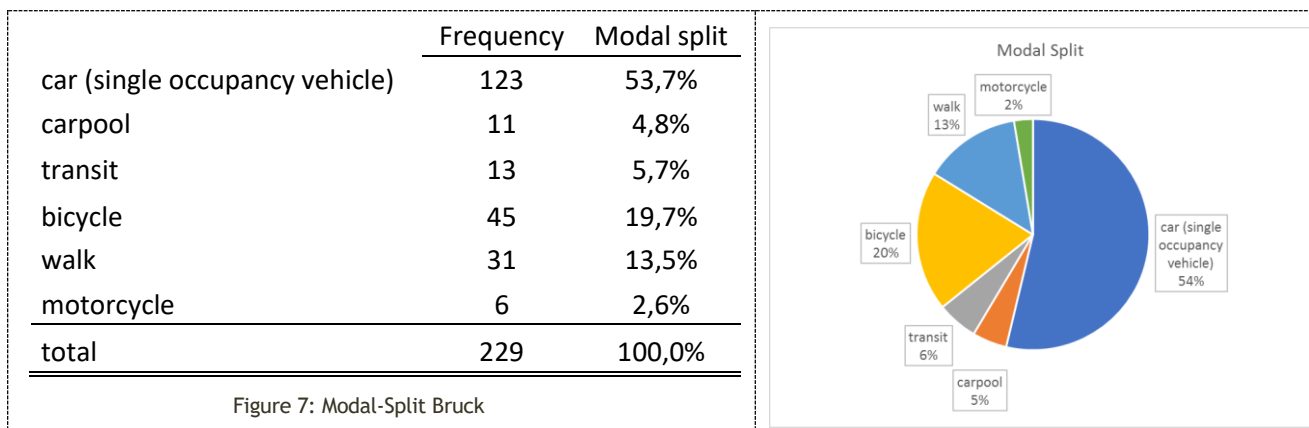 Frequency Modal split
car (single occupancy vehicle) 123 53,7%
carpool 11 4,8%
transit 13 5,7%
bicycle 45 19,7%
walk 31 13,5%
motorcycle 6 2,6%
total 229 100,0%
Figure 7: Modal-Split Bruck
Modal Split
motorcycle
2%
walk
13%
bicycle
20%
transit
6%
carpool
5%
car (single
occupancy
vehicle)
54%